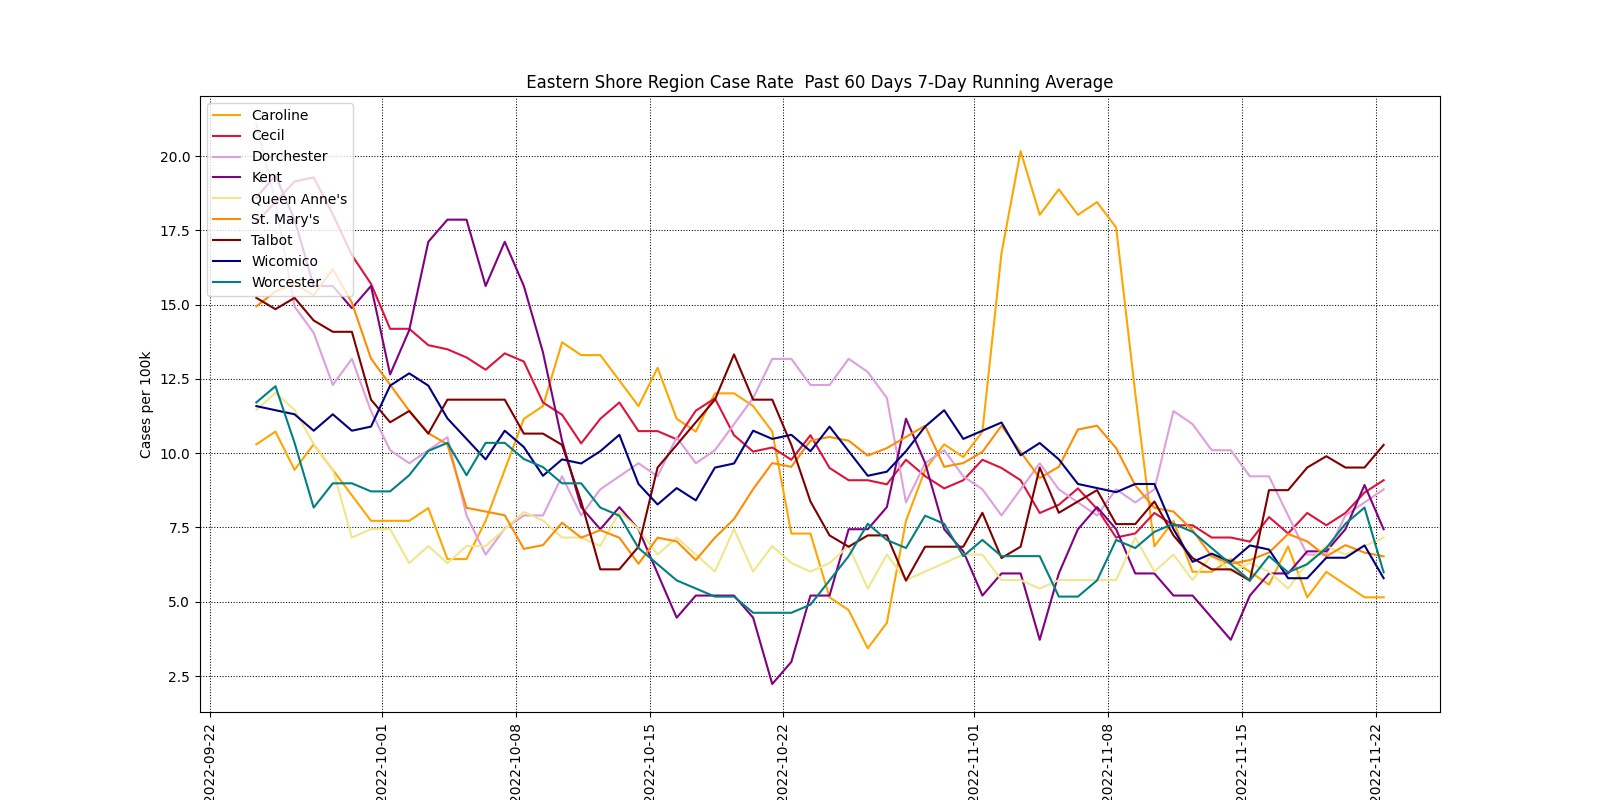 Eastern Shore Region Case Rate  Past 60 Days 7-Day Running Average
Caroline
Cecil
Dorchester
Kent
Queen Anne's
St. Mary's
Talbot
Wicomico
Worcester
Cases per 100k
20.0
17.5
15.0
12.5
10.0
7.5
5.0
2.5
2022-09-22
2022-10-01
2022-10-08
2022-10-15
2022-10-22
2022-11-01
2022-11-08
2022-11-15
2022-11-22